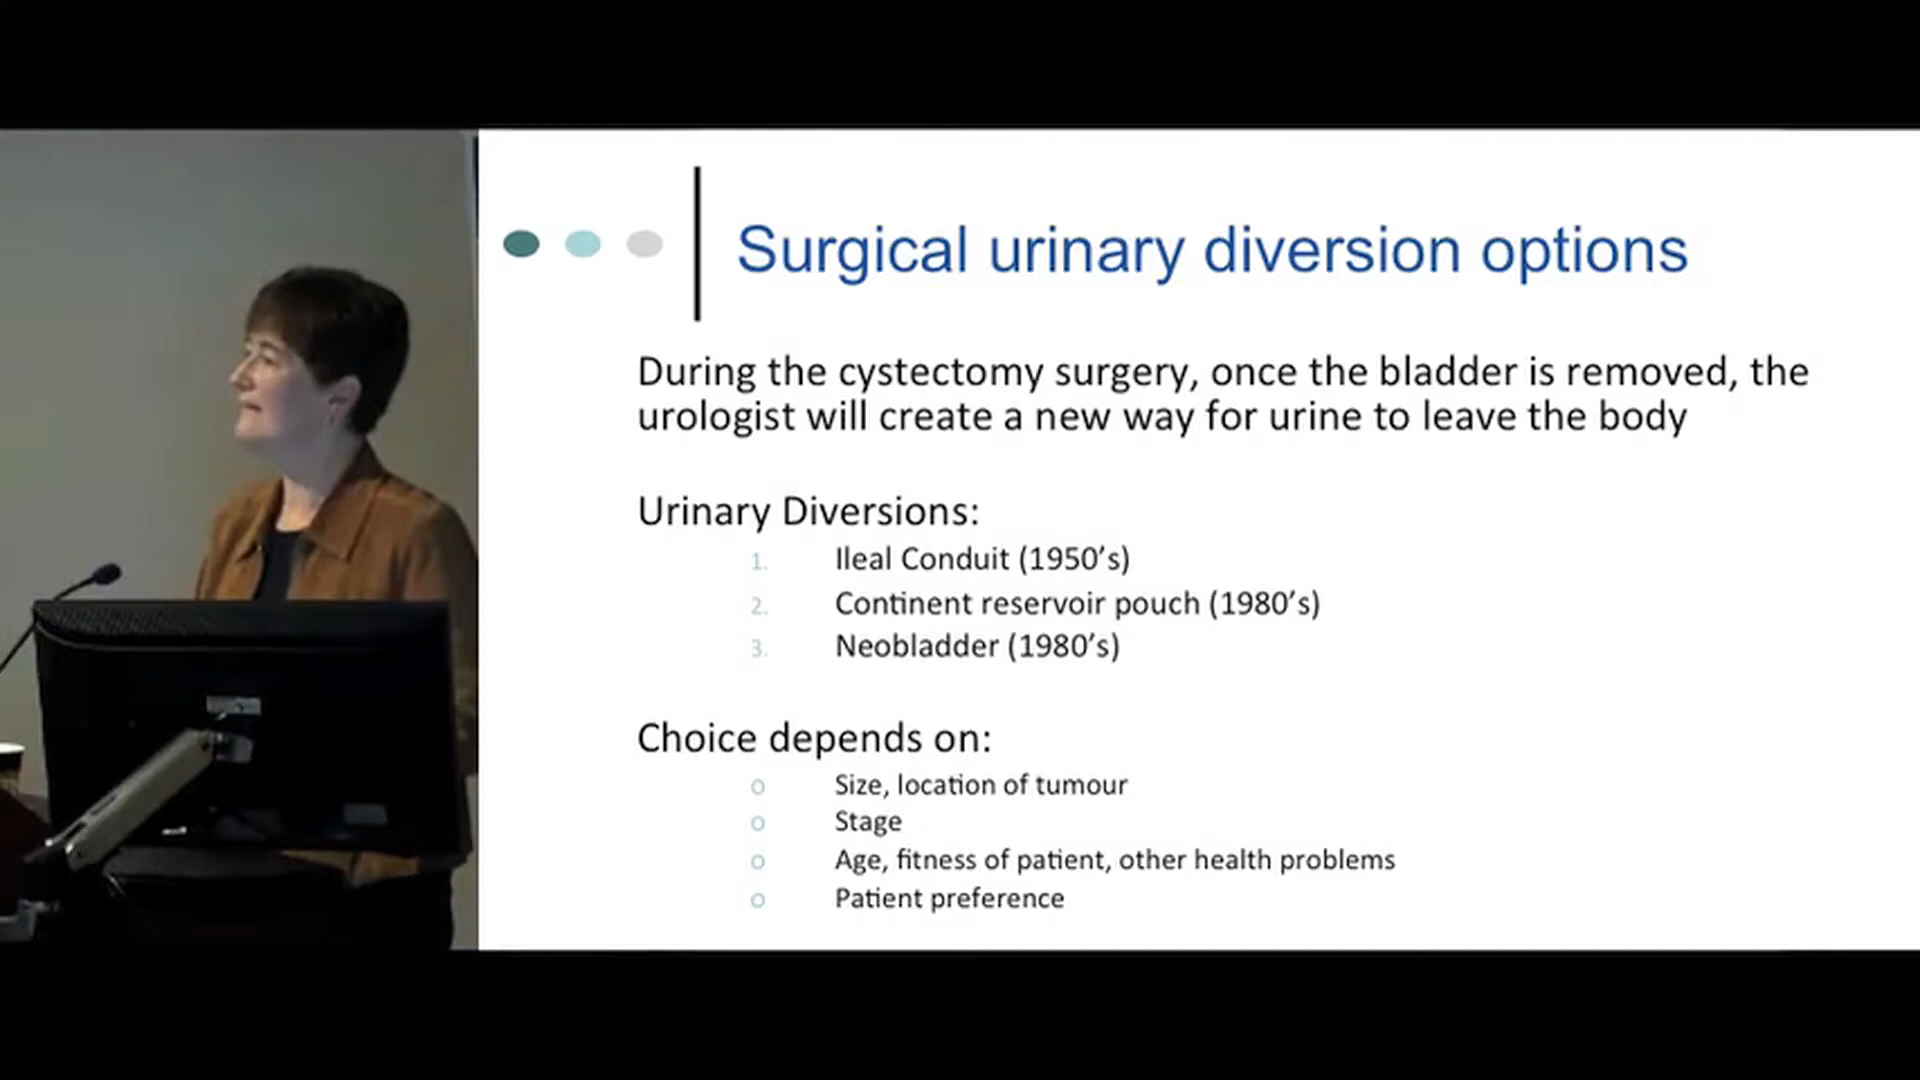 Surgical urinary diversion options
During the cystectomy surgery, once the bladder is removed, the
urologist will create a new way for urine to leave the body
Urinary Diversions:
1. Ileal Conduit (1950’s)
2. Continent reservoir pouch (1980’s)
3. Neobladder (1980’s)
Choice depends on:
o Size, location of tumour
o Stage
o Age, fitness of patient, other health problems
o Patient preference